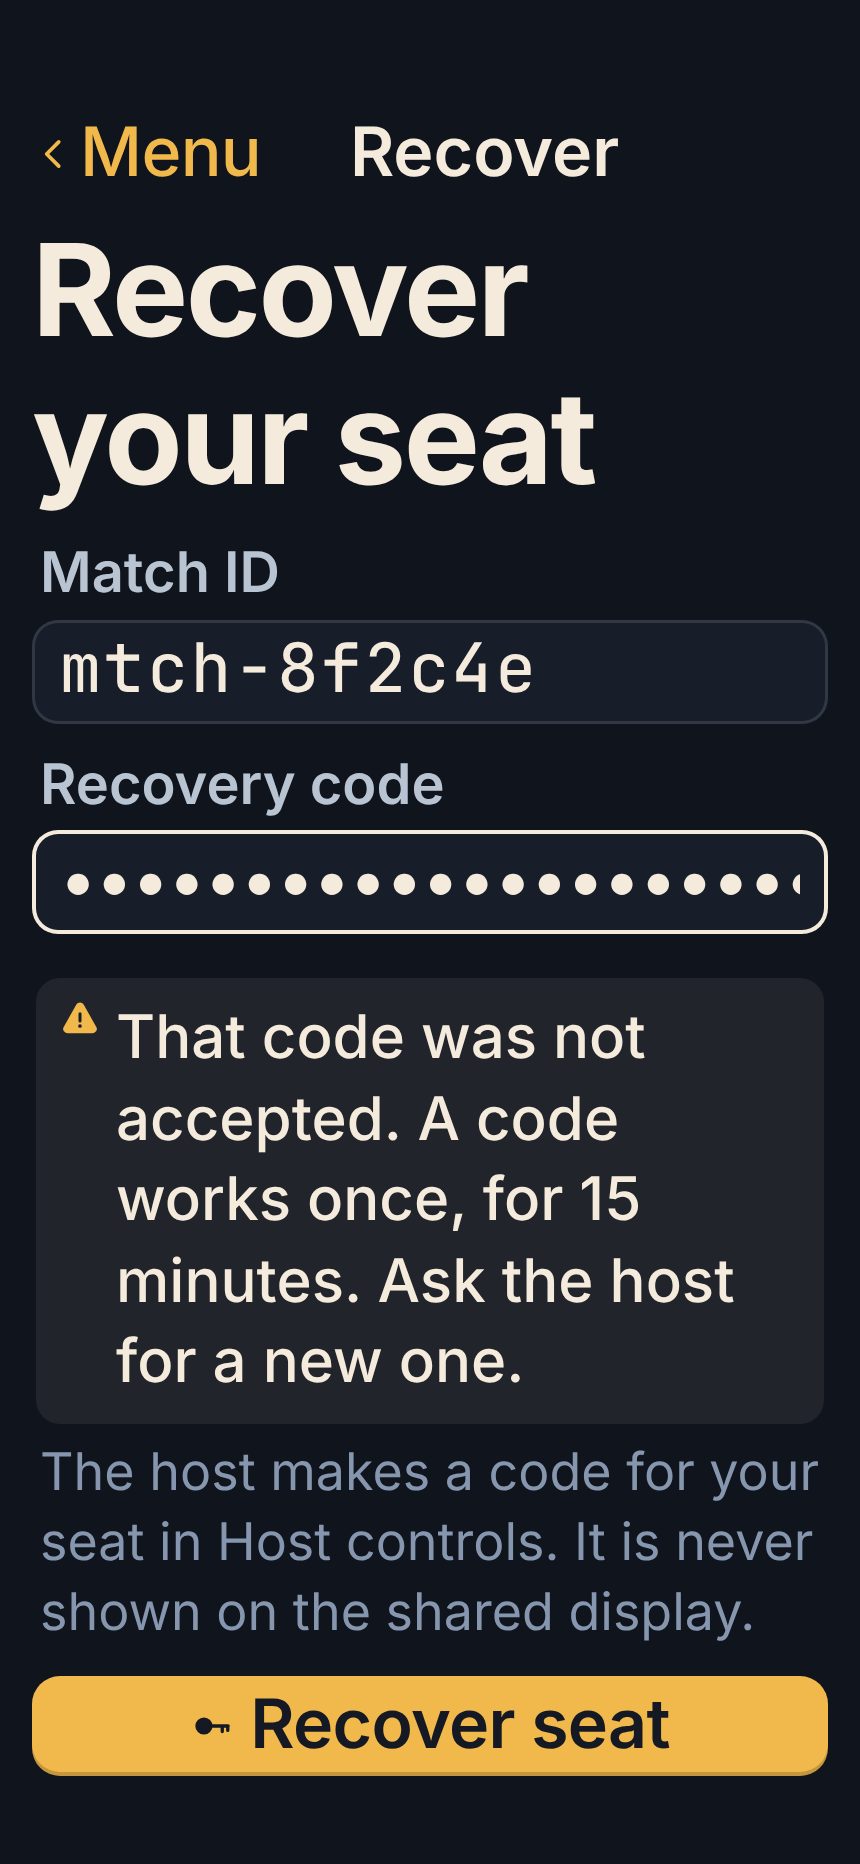 Menu
Recover
Recover
your seat
Match ID
mtch-8f2c4e
Recovery code
That code was not
accepted. A code
works once, for 15
minutes. Ask the host
for a new one.
The host makes a code for your
seat in Host controls. It is never
shown on the shared display.
Recover seat